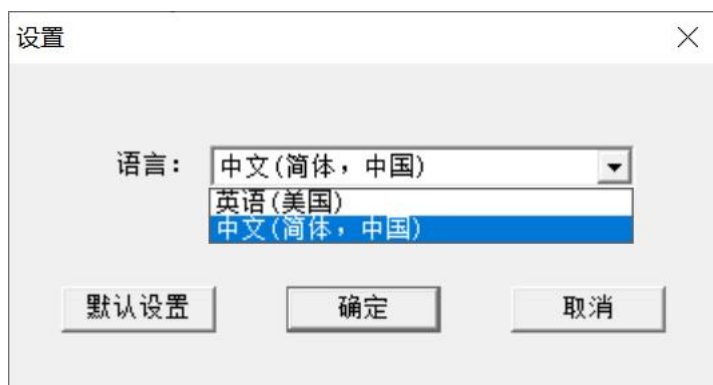 设置
语言： 中文(简体，中国)
英语(美国)
中文(简体，中国)
默认设置 确定 取消